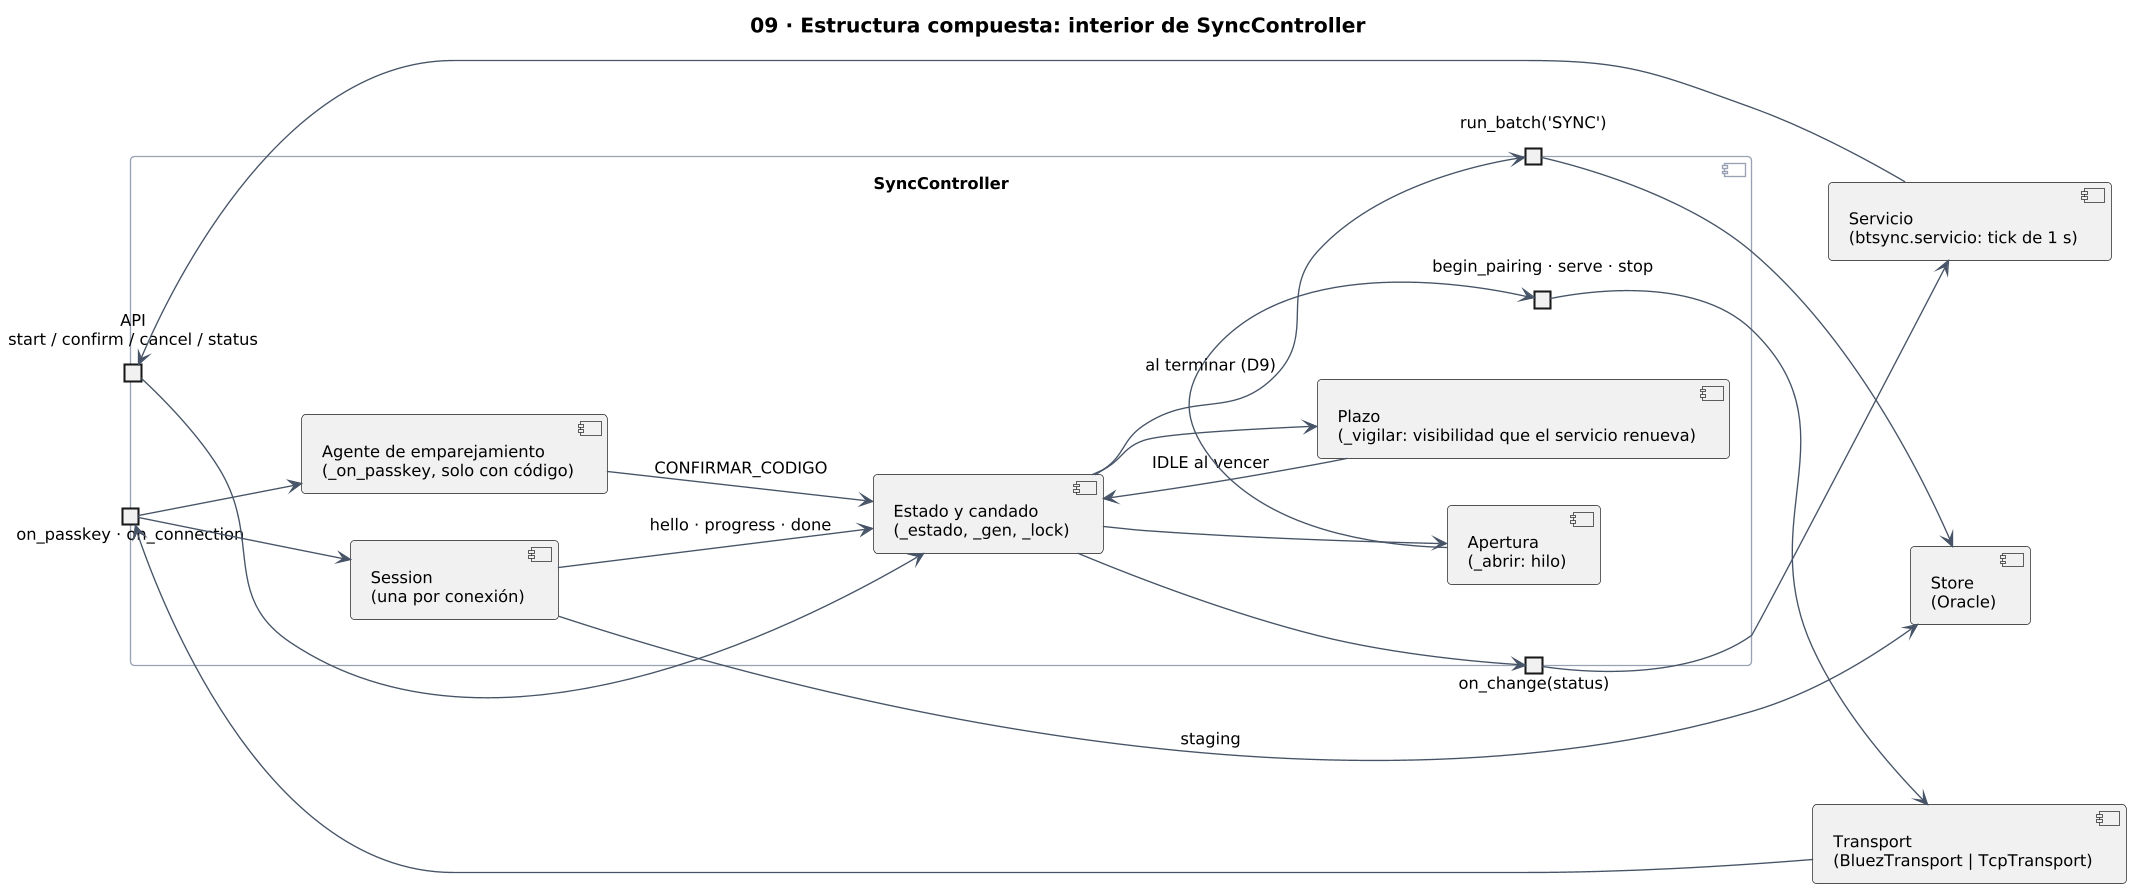 09 · Estructura compuesta: interior de SyncController
run_batch('SYNC')
SyncController
Servicio
(btsync.servicio: tick de 1 s)
begin_pairing · serve · stop
API
start / confirm / cancel / status
al terminar (D9)
Plazo
(_vigilar: visibilidad que el servicio renueva)
Agente de emparejamiento
(_on_passkey, solo con código)
CONFIRMAR_CODIGO
IDLE al vencer
Estado y candado
(_estado, _gen, _lock)
on_passkey · on_connection
hello · progress · done
Apertura
(_abrir: hilo)
Session
(una por conexión)
Store
(Oracle)
on_change(status)
staging
Transport
(BluezTransport | TcpTransport)